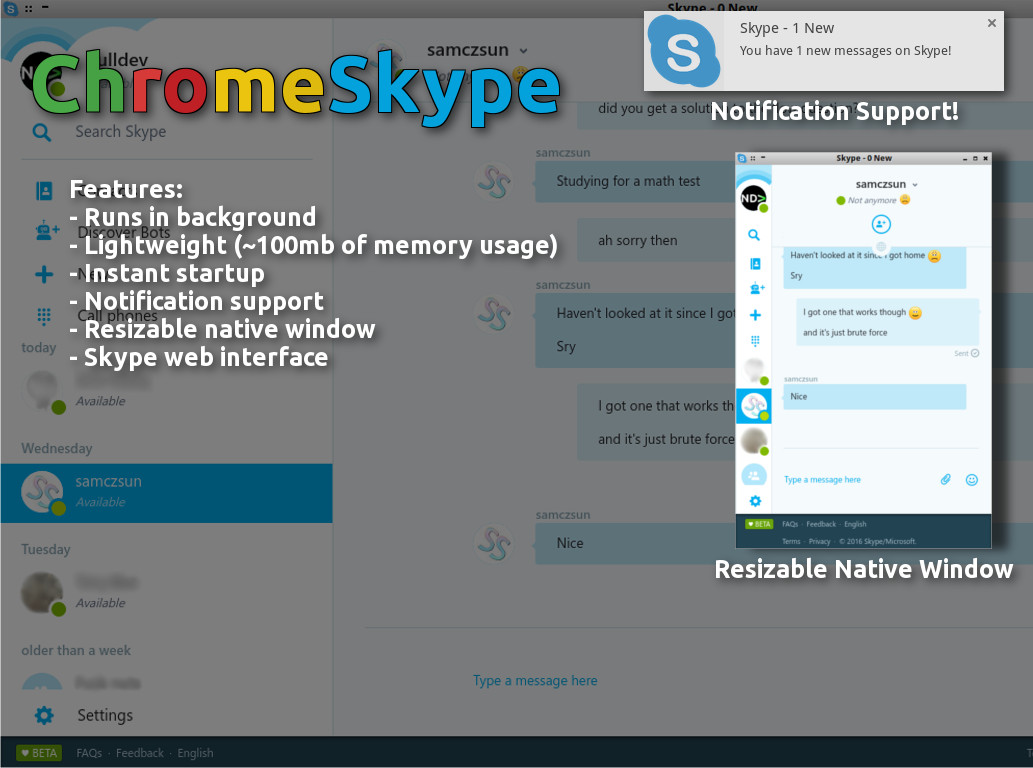 Skype - 0 New
ulldev
samczsun
ChromeSkype
Search Skype
Skype - 1 New
You have 1 new messages on Skype!
Notification Support!
did you get a
samczsun
Studying for a math test
ah sorry then
samczsun
Haven't looked at it since I got
Sry
I got one that works
and it's just brute force
samczsun
Nice
Type a message here
Features:
- Runs in background
- Lightweight (~100mb of memory usage)
- Instant startup
- Notification support
- Resizable native window
- Skype web interface
Discover Bots
Call phones
today
Available
Wednesday
samczsun
Available
Tuesday
Available
older than a week
Settings
BETA FAQs · Feedback · English
Skype - 0 New
ND>
samczsun
Not anymore
Haven't looked at it since I got home
Sry
I got one that works though
and it's just brute force
Sent
samczsun
Nice
Type a message here
BETA FAQs · Feedback · English
Terms · Privacy · © 2016 Skype/Microsoft.
Resizable Native Window